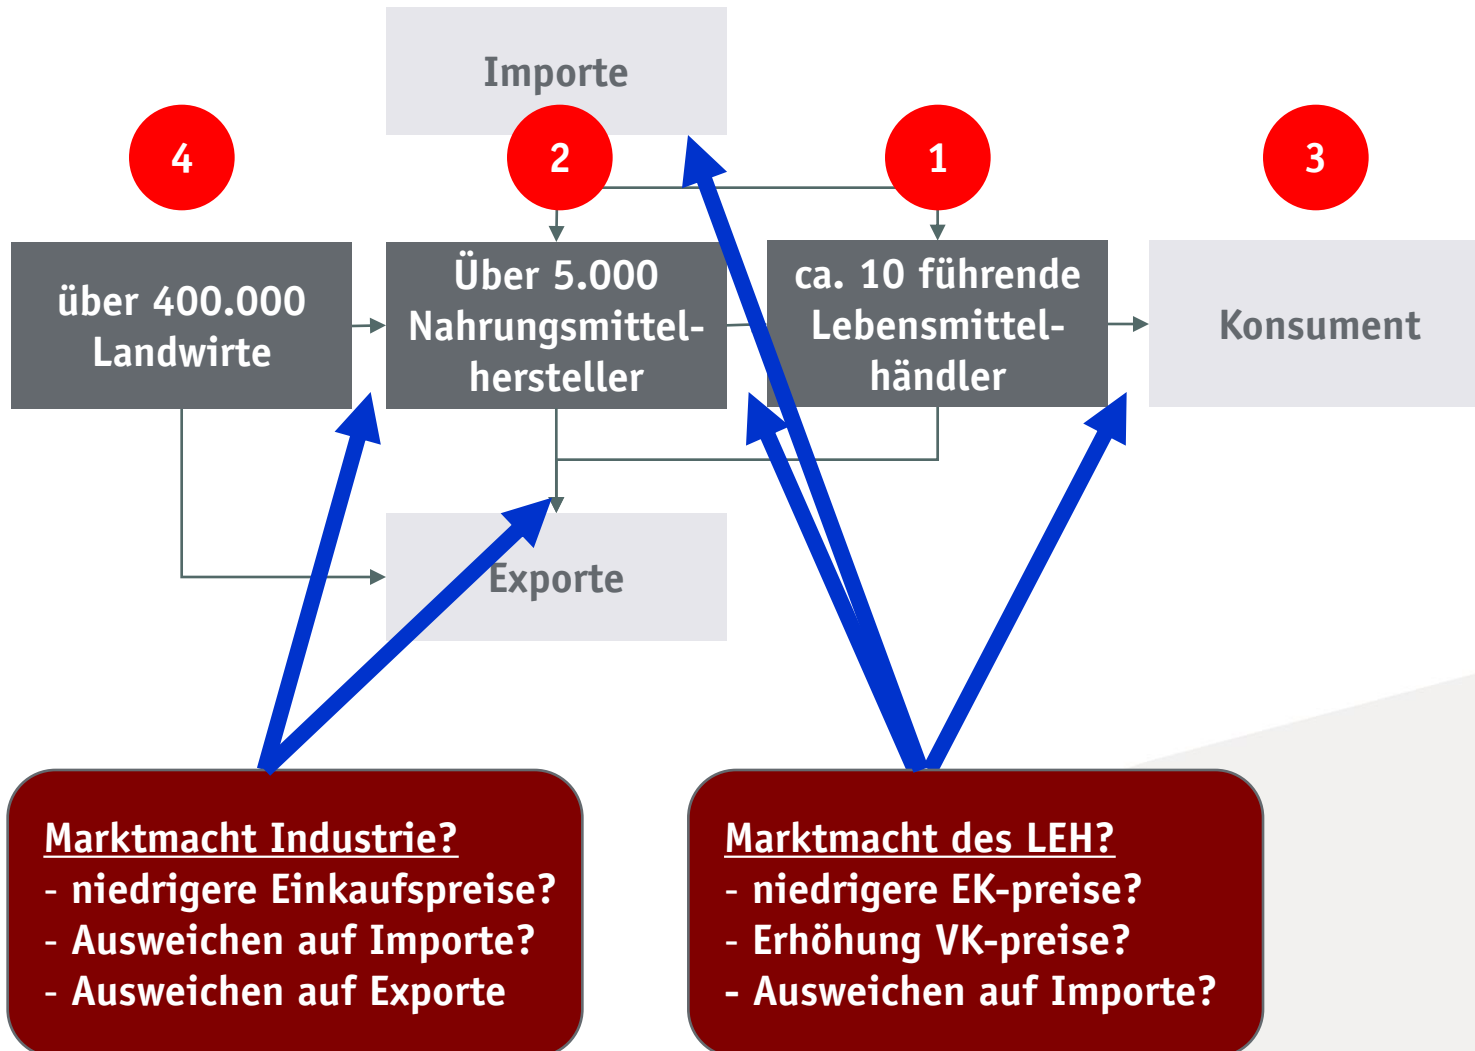 Importe
4
2
1
3
über 400.000
Landwirte
Über 5.000
Nahrungsmittel-
hersteller
ca. 10 führende
Lebensmittel-
händler
Konsument
Exporte
Marktmacht Industrie?
- niedrigere Einkaufspreise?
- Ausweichen auf Importe?
- Ausweichen auf Exporte
Marktmacht des LEH?
- niedrigere EK-preise?
- Erhöhung VK-preise?
- Ausweichen auf Importe?